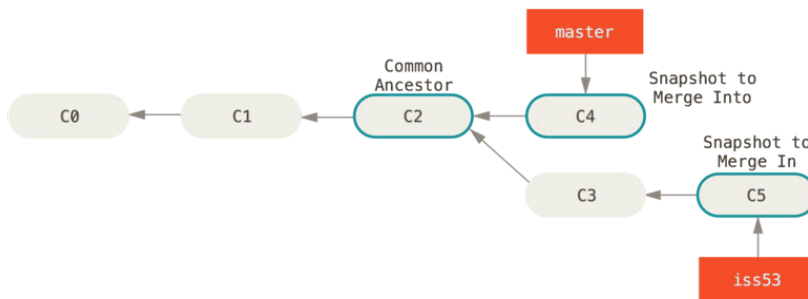 master
Common
Ancestor
Snapshot to
Merge Into
C0
C1
C2
C4
Snapshot to
Merge In
C3
C5
iss53